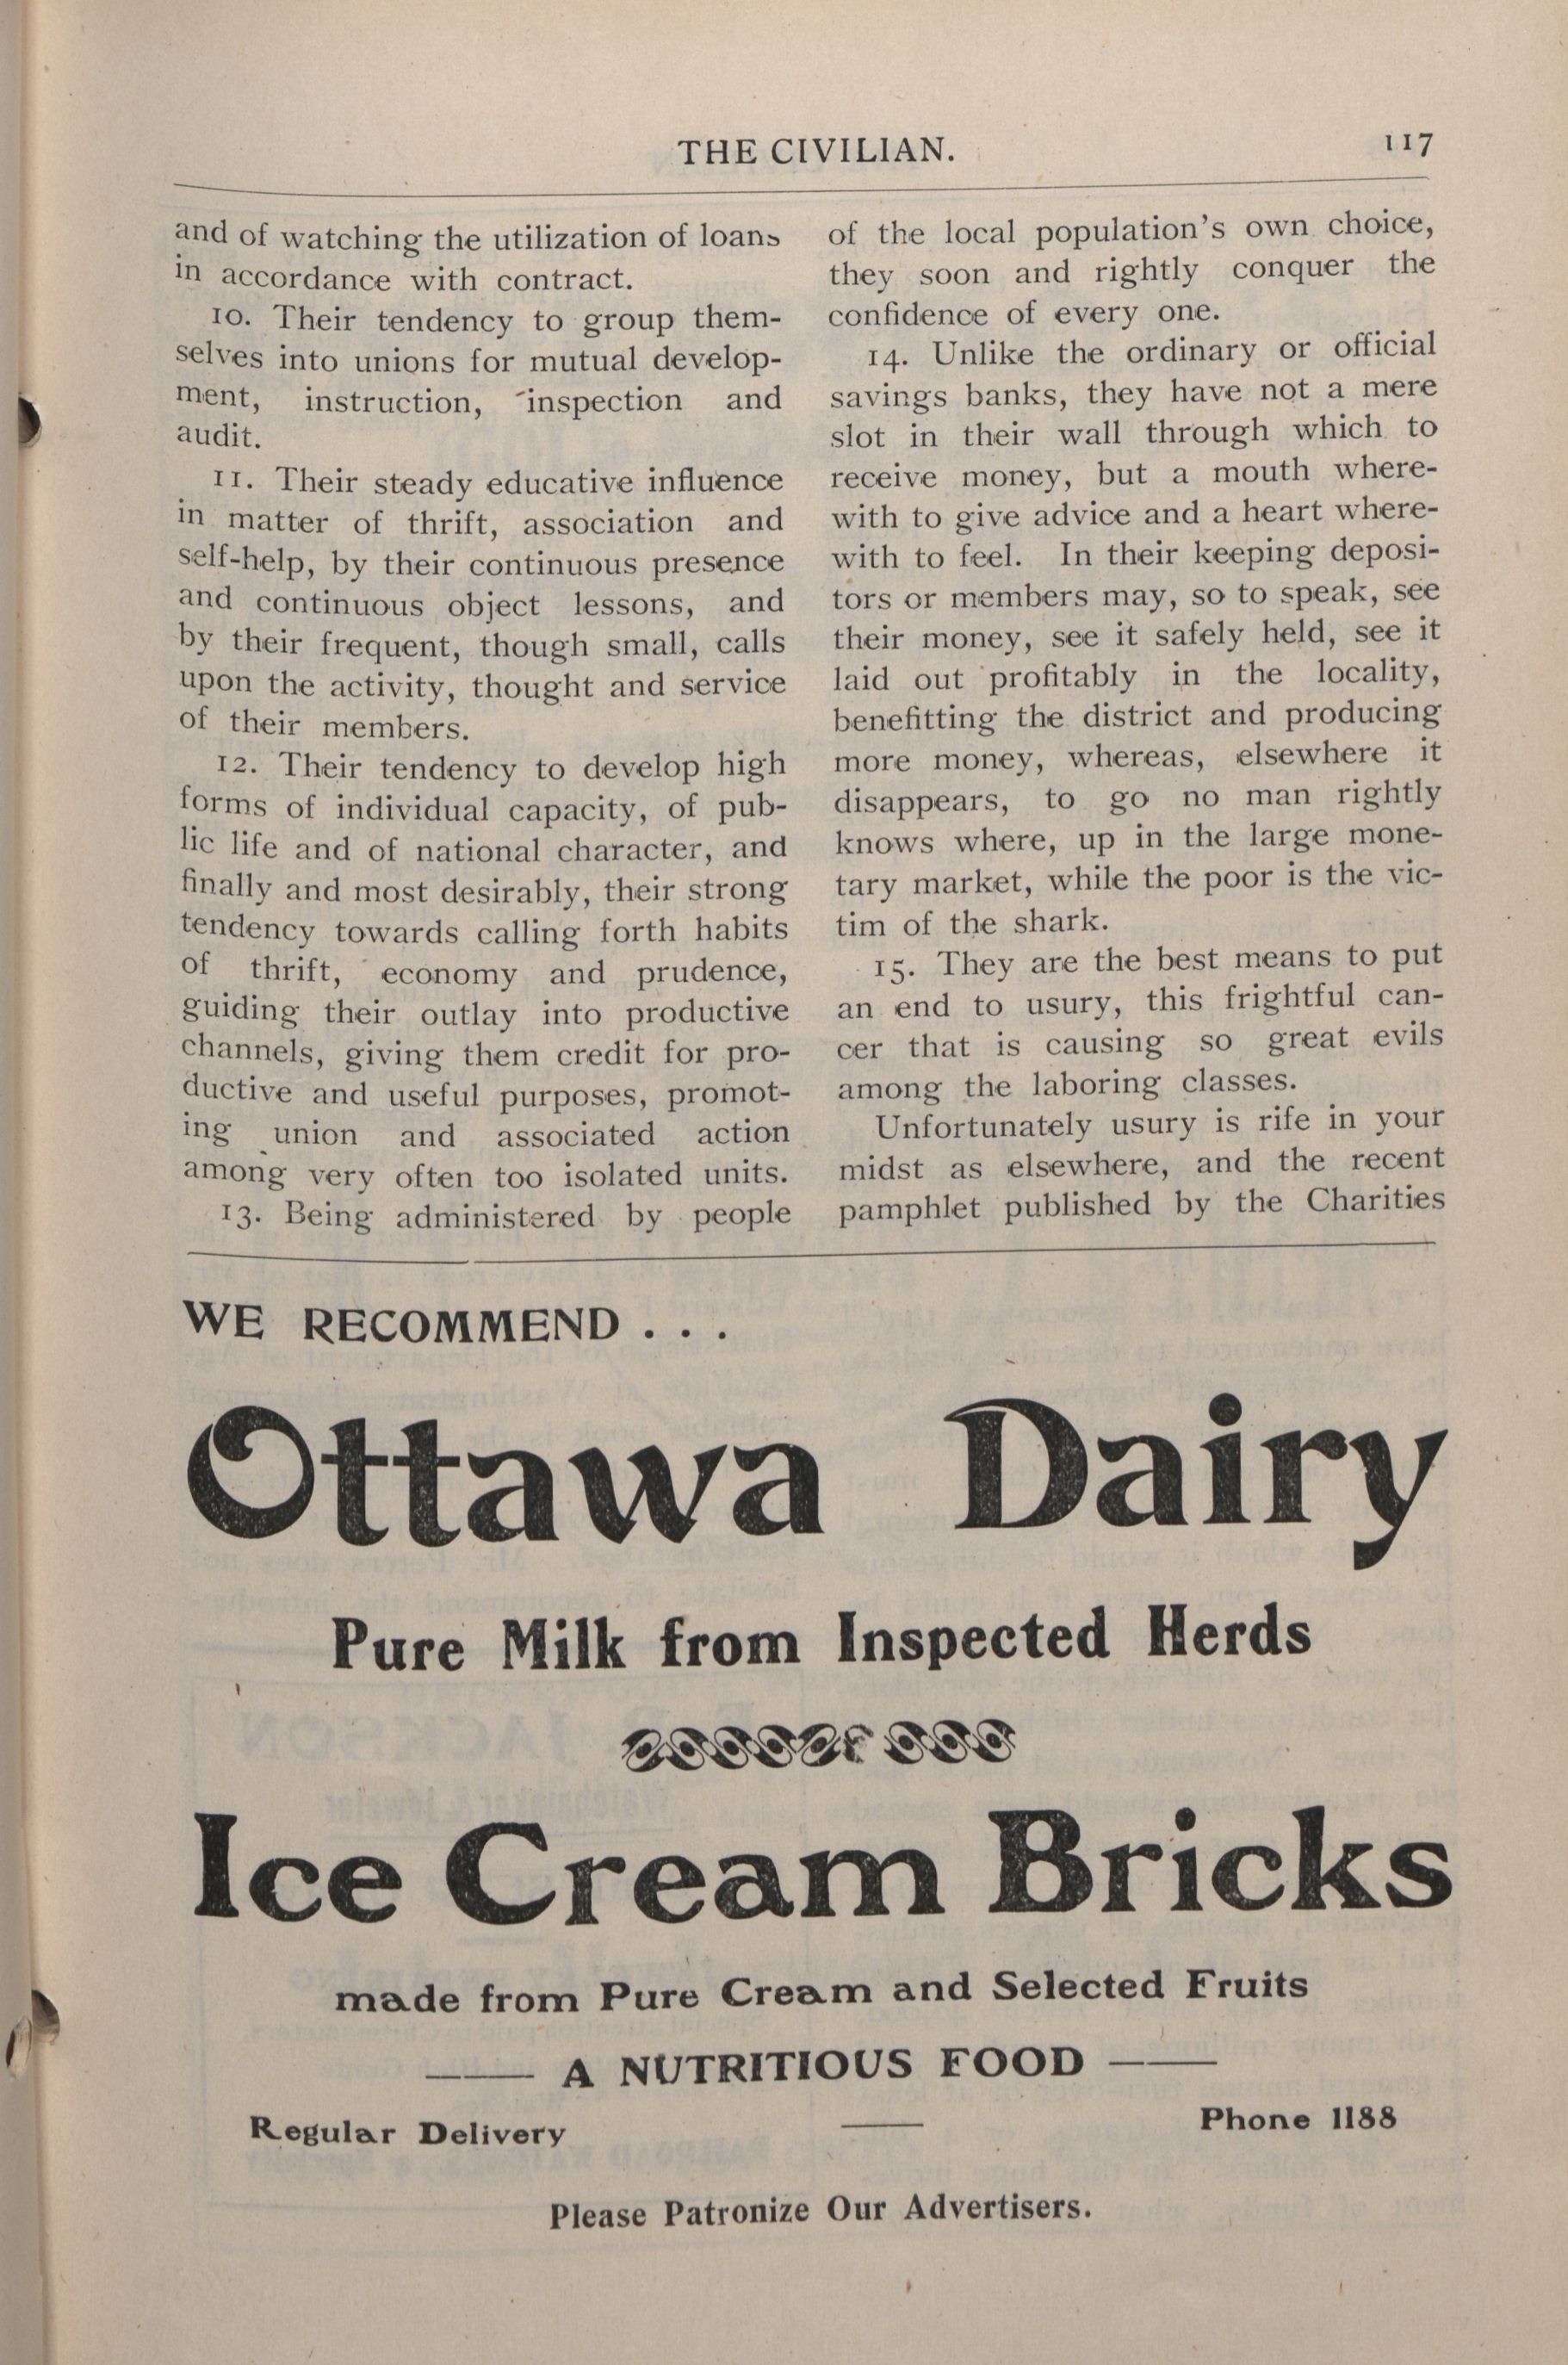 THE CIVILIAN.
117
and of watching the utilization of loans
in accordance with contract.
10. Their tendency to group them-
selves into unions for mutual develop-
ment, instruction, inspection and
audit.
11. Their steady educative influence
in matter of thrift, association and
self-help, by their continuous presence
and continuous object lessons, and
by their frequent, though small, calls
upon the activity, thought and service
of their members.
12. Their tendency to develop high
forms of individual capacity, of pub-
lic life and of national character, and
finally and most desirably, their strong
tendency towards calling forth habits
of thrift, economy and prudence,
guiding their outlay into productive
channels, giving them credit for pro-
ductive and useful purposes, promot-
ing union and associated action
among very often too isolated units.
13. Being administered by people
of the local population's own choice,
they soon and rightly conquer the
confidence of every one.
14. Unlike the ordinary or official
savings banks, they have not a mere
slot in their wall through which to
receive money, but a mouth where-
with to give advice and a heart where-
with to feel. In their keeping deposi-
tors or members may, so to speak, see
their money, see it safely held, see it
laid out profitably in the locality,
benefitting the district and producing
more money, whereas, elsewhere it
disappears, to go no man rightly
knows where, up in the large mone-
tary market, while the poor is the vic-
tim of the shark.
15. They are the best means to put
an end to usury, this frightful can-
cer that is causing so great evils
among the laboring classes.
Unfortunately usury is rife in your
midst as elsewhere, and the recent
pamphlet published by the Charities
WE RECOMMEND . . .
Ottawa Dairy
Pure Milk from Inspected Herds
Ice Cream Bricks
made from Pure Cream and Selected Fruits
—— A NUTRITIOUS FOOD ——
Regular Delivery —— Phone 1188
Please Patronize Our Advertisers.